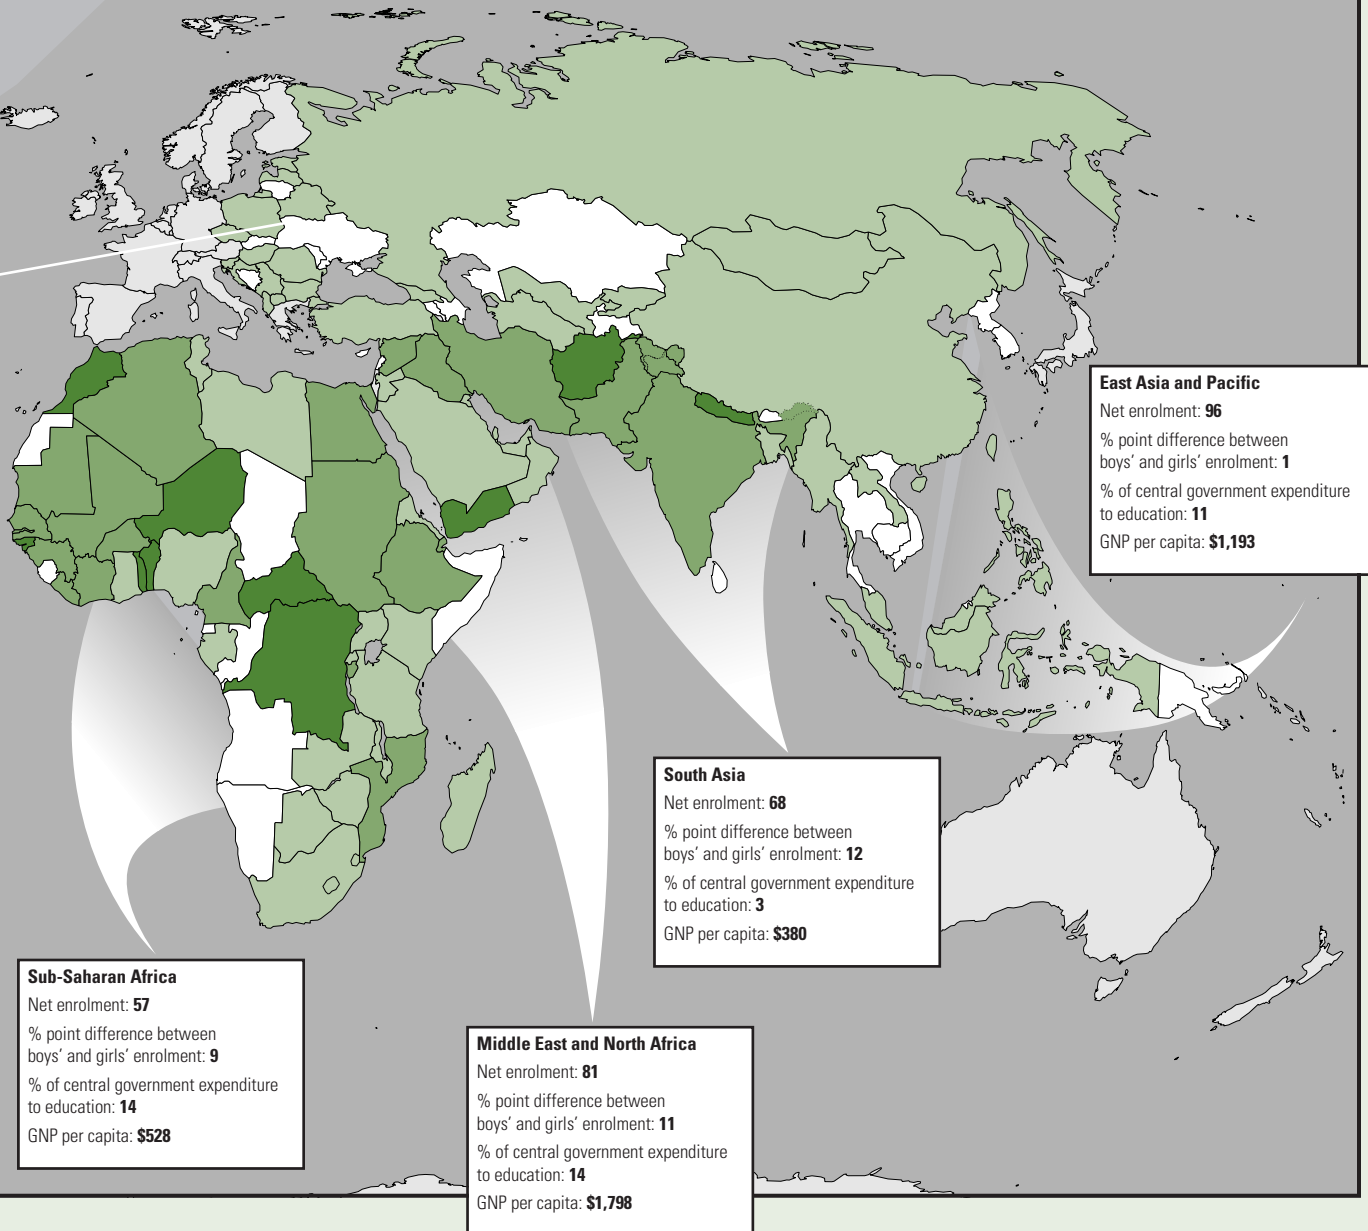 East Asia and Pacific
Net enrolment: 96
% point difference between
boys’ and girls’ enrolment: 1
% of central government expenditure
to education: 11
GNP per capita: $1,193
South Asia
Net enrolment: 68
% point difference between
boys’ and girls’ enrolment: 12
% of central government expenditure
to education: 3
GNP per capita: $380
Sub-Saharan Africa
Net enrolment: 57
% point difference between
boys’ and girls’ enrolment: 9
% of central government expenditure
to education: 14
GNP per capita: $528
Middle East and North Africa
Net enrolment: 81
% point difference between
boys’ and girls’ enrolment: 11
% of central government expenditure
to education: 14
GNP per capita: $1,798